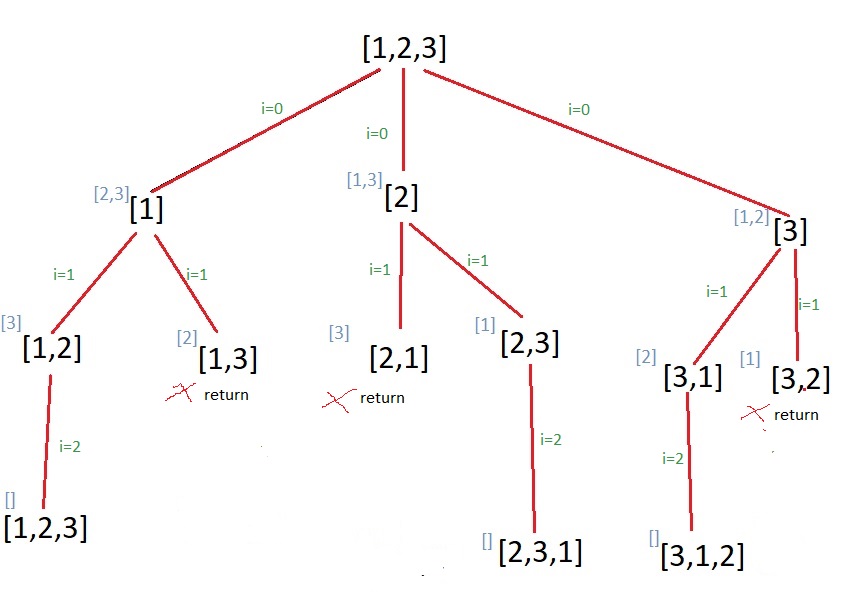 [1,2,3]
i=0
i=0
i=0
[2,3] [1]
[1,3] [2]
[1,2] [3]
i=1
i=1
i=1
i=1
i=1
i=1
[3] [1,2]
[2] [1,3]
return
[3] [2,1]
return
[1] [2,3]
[2] [3,1]
[1] [3,2]
return
i=2
i=2
i=2
[] [1,2,3]
[] [2,3,1]
[] [3,1,2]